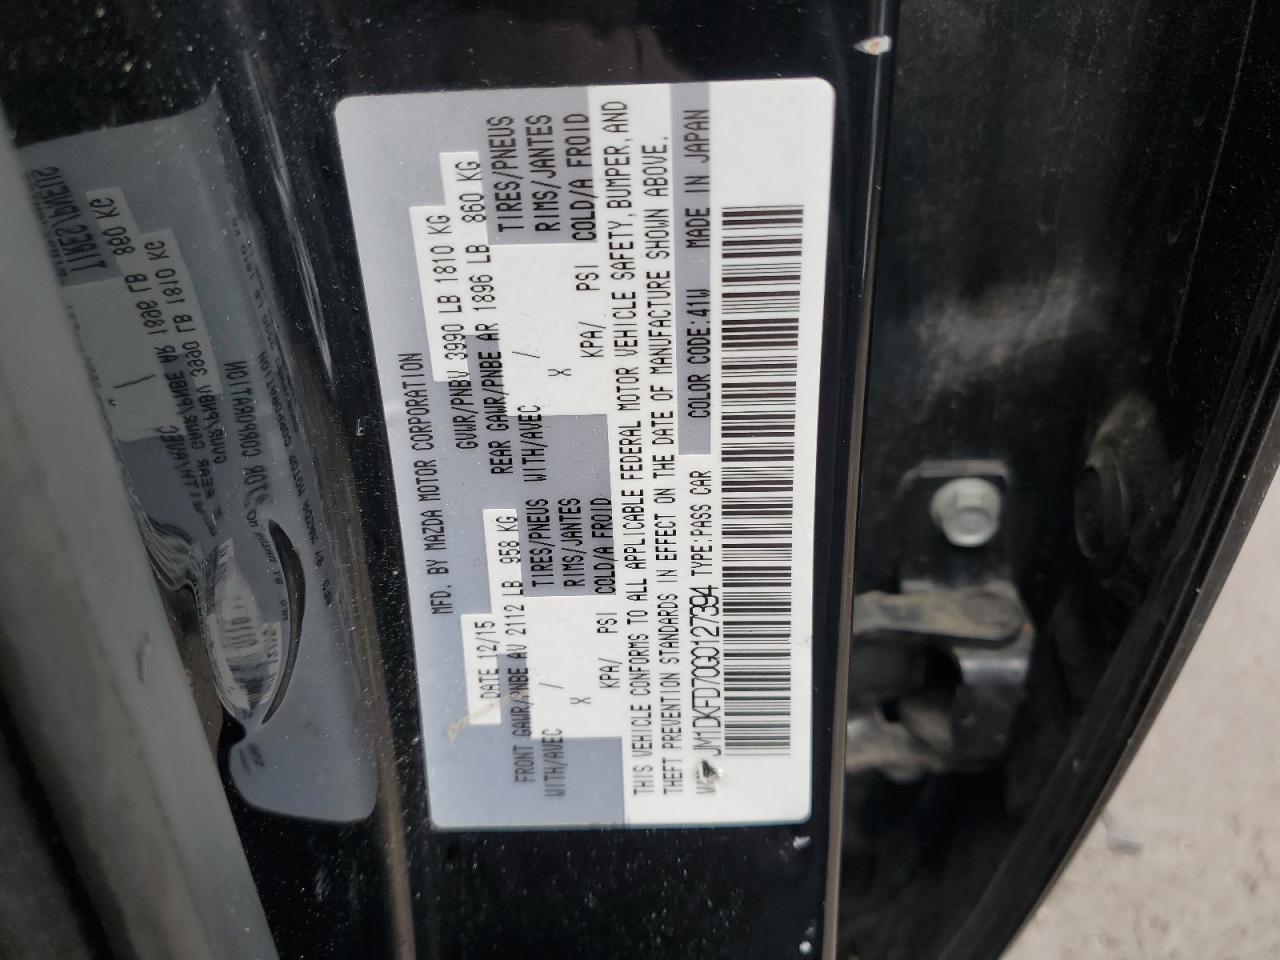 MFD. BY MAZDA MOTOR CORPORATION
DATE 12/15 GVWR/PNBV 3990 LB 1810 KG
FRONT GAWR/PNBE AV 2112 LB 958 KG REAR GAWR/PNBE AR 1896 LB 860 KG
WITH/AVEC TIRES/PNEUS WITH/AVEC TIRES/PNEUS
X / RIMS/JANTES X / RIMS/JANTES
KPA/ PSI COLD/A FROID KPA/ PSI COLD/A FROID
THIS VEHICLE CONFORMS TO ALL APPLICABLE FEDERAL MOTOR VEHICLE SAFETY, BUMPER, AND
THEFT PREVENTION STANDARDS IN EFFECT ON THE DATE OF MANUFACTURE SHOWN ABOVE.
JM1DKFD70G0127394 TYPE:PASS CAR COLOR CODE:41W MADE IN JAPAN